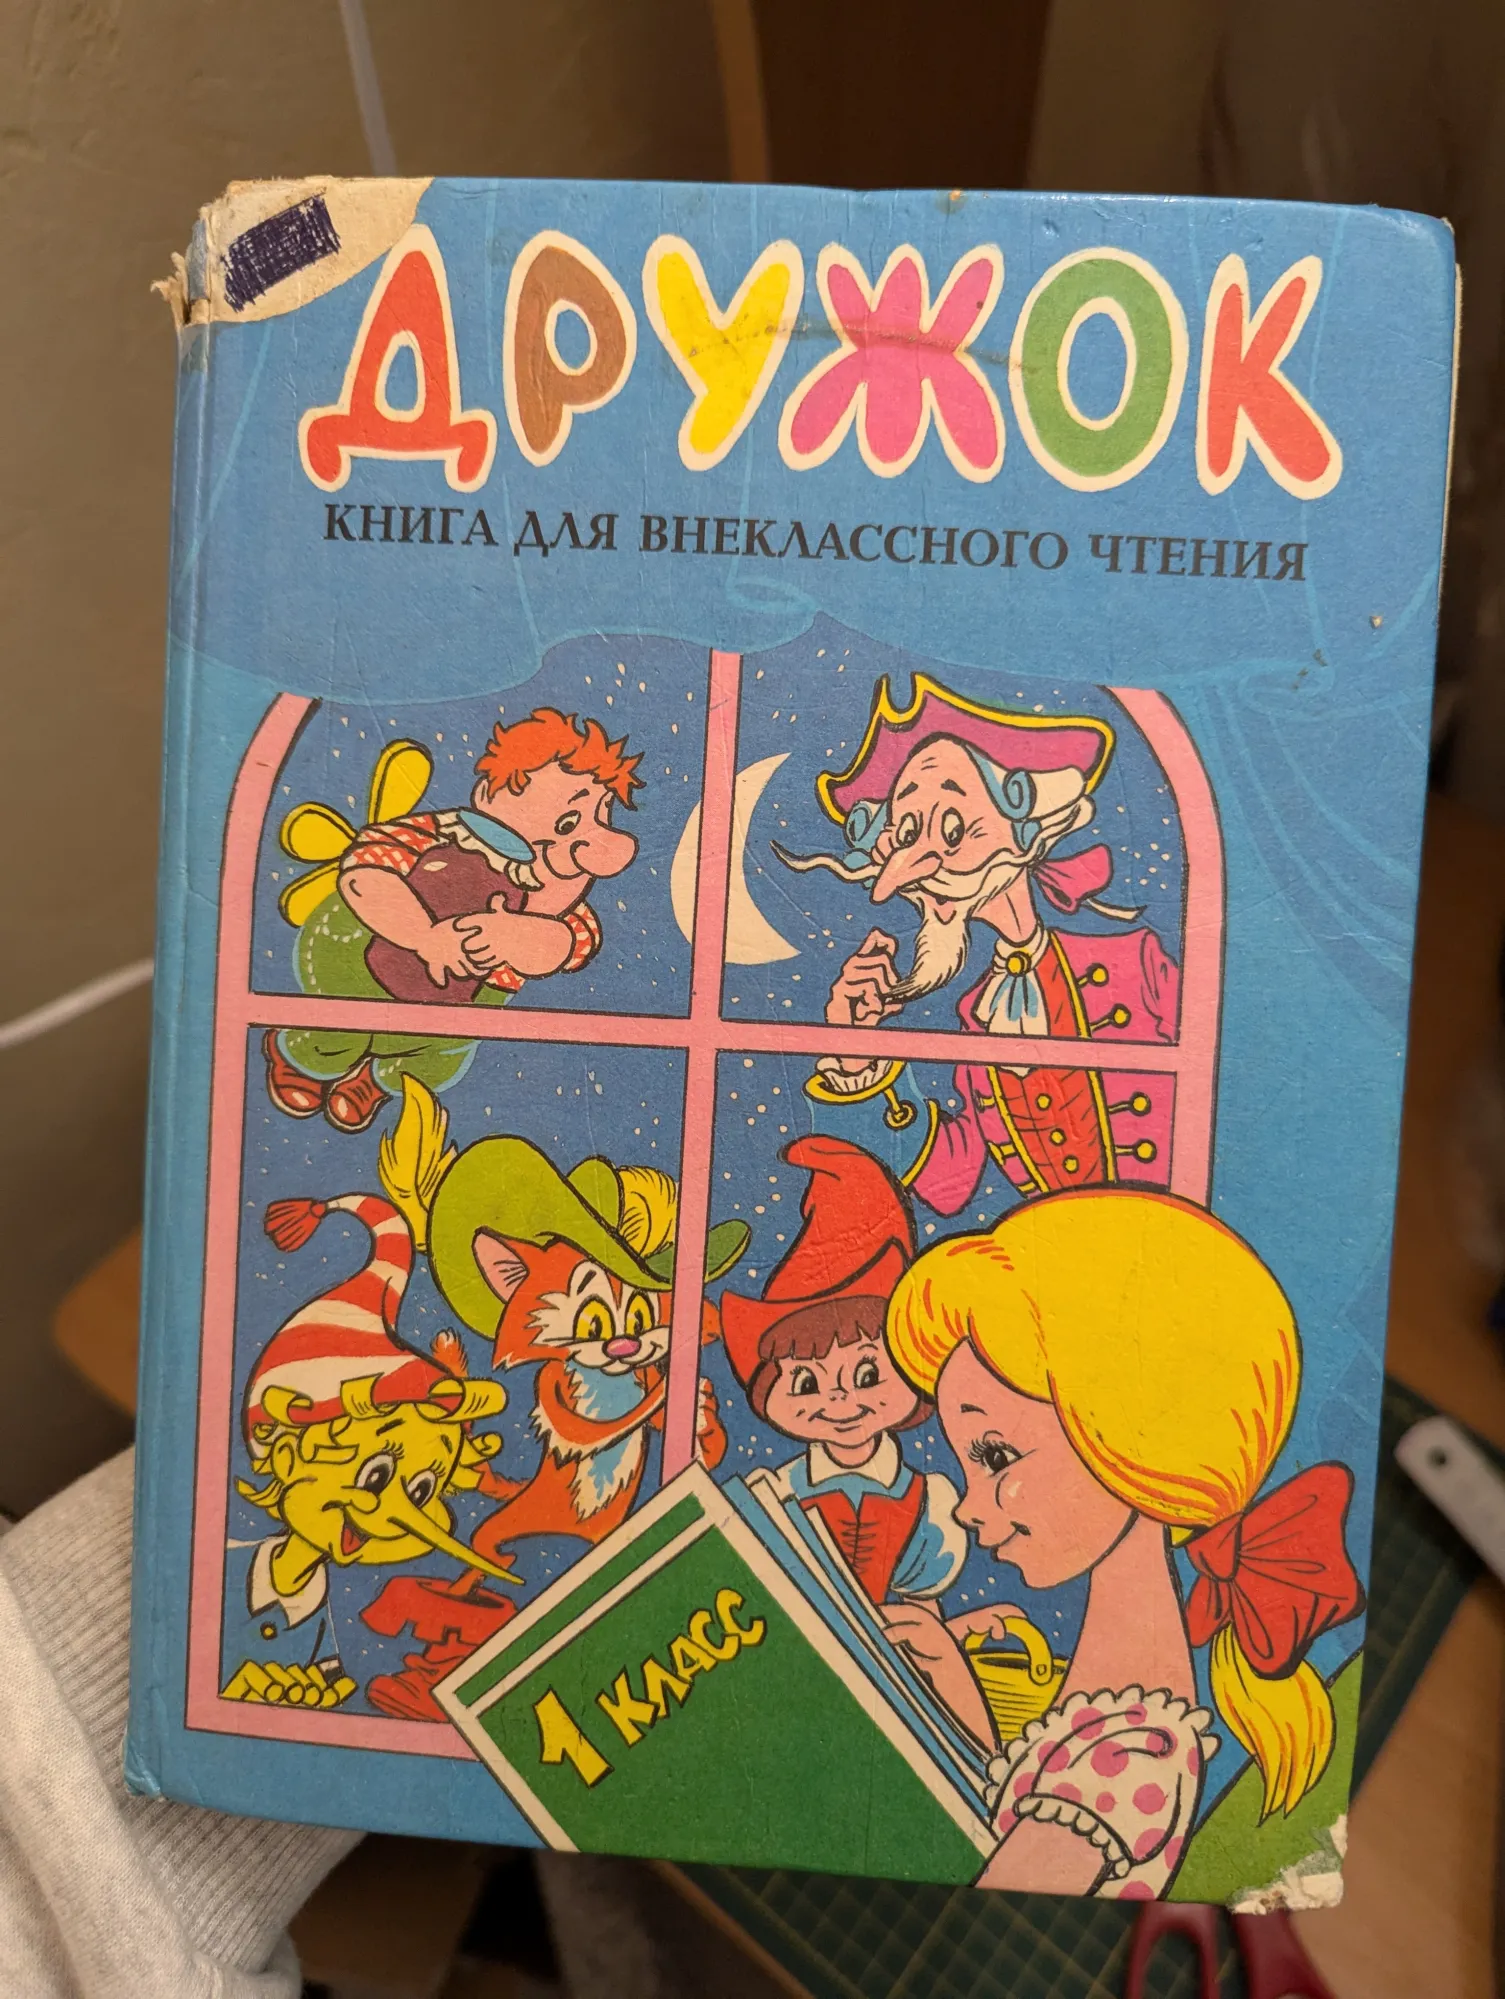 ДРУЖОК
КНИГА ДЛЯ ВНЕКЛАССНОГО ЧТЕНИЯ
1 КЛАСС